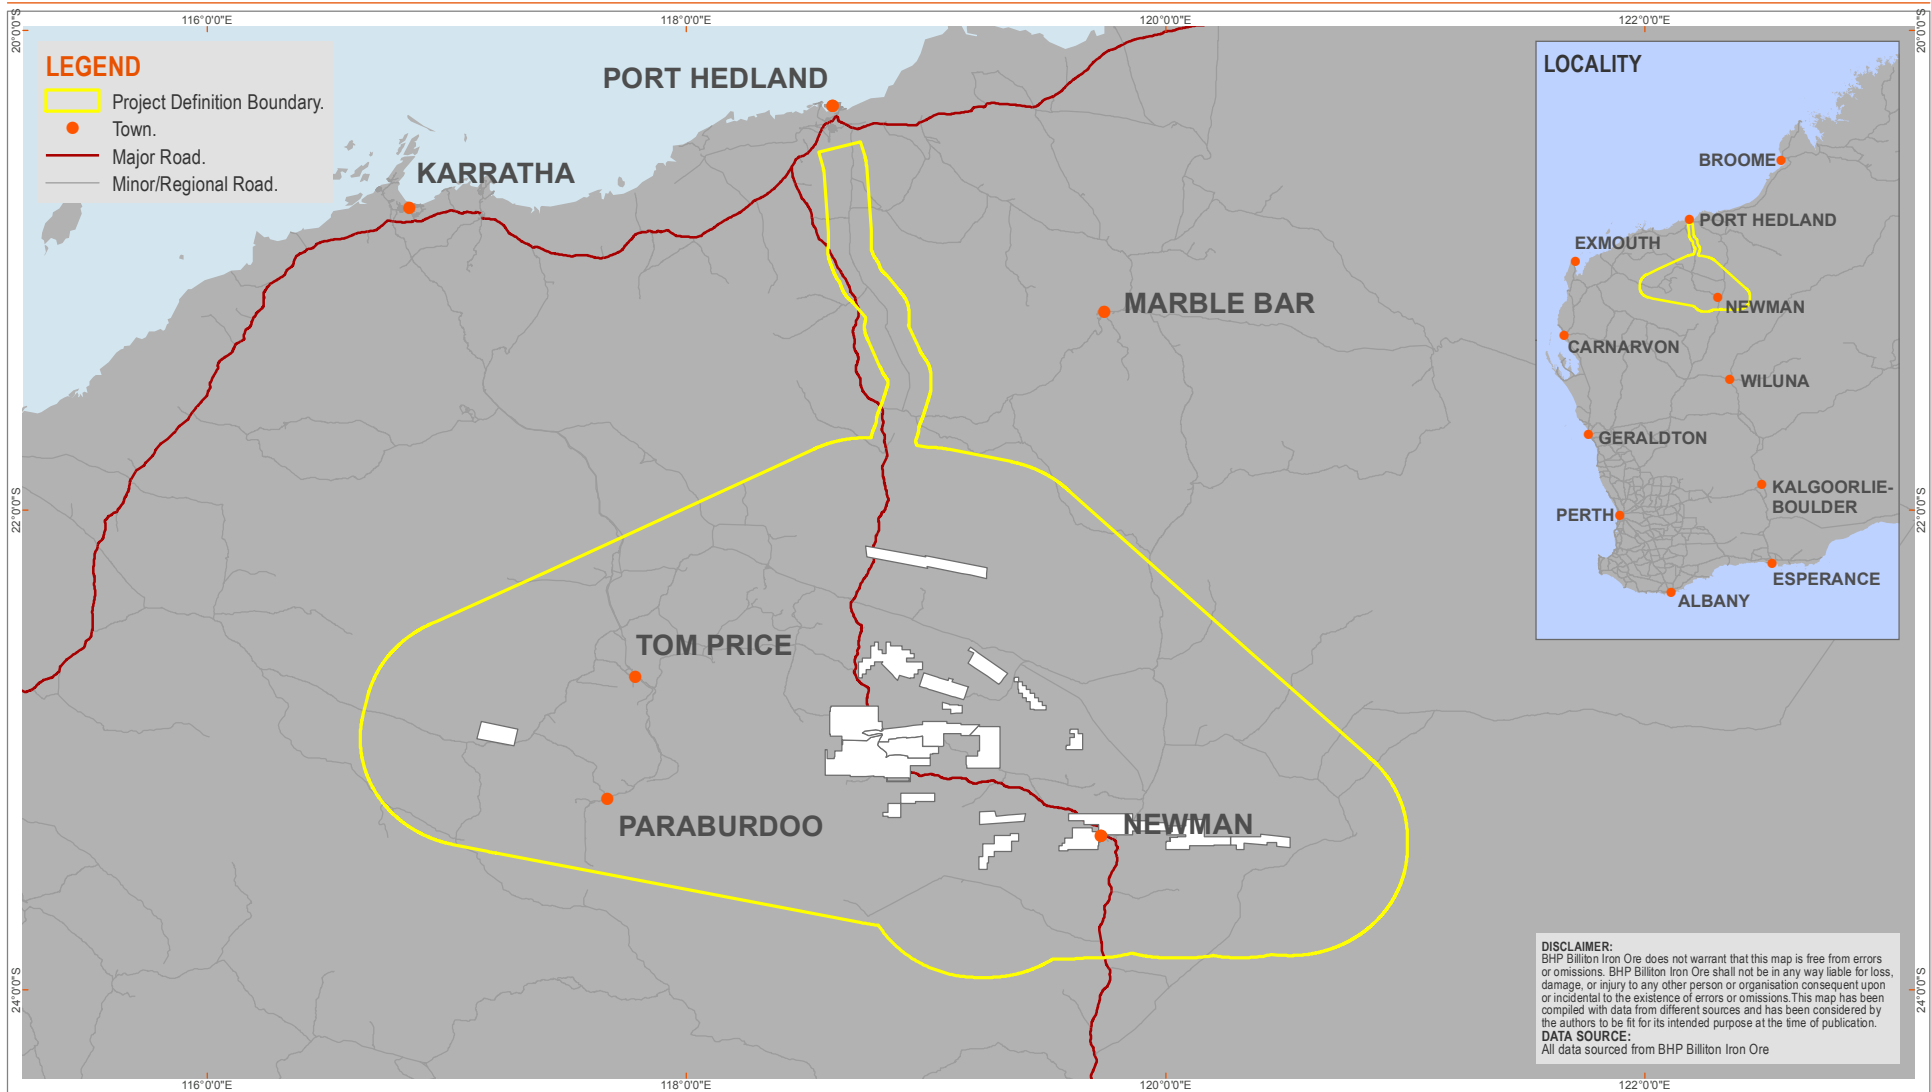 116°0'0"E
118°0'0"E
120°0'0"E
122°0'0"E
20°0'0"S
20°0'0"S
LEGEND
Project Definition Boundary.
Town.
Major Road.
Minor/Regional Road.
PORT HEDLAND
KARRATHA
MARBLE BAR
TOM PRICE
PARABURDOO
NEWMAN
LOCALITY
BROOME
PORT HEDLAND
EXMOUTH
NEWMAN
CARNARVON
WILUNA
GERALDTON
KALGOORLIE-
BOULDER
PERTH
ESPERANCE
ALBANY
22°0'0"S
22°0'0"S
DISCLAIMER:
BHP Billiton Iron Ore does not warrant that this map is free from errors
or omissions. BHP Billiton Iron Ore shall not be in any way liable for loss,
damage, or injury to any other person or organisation consequent upon
or incidental to the existence of errors or omissions.This map has been
compiled with data from different sources and has been considered by
the authors to be fit for its intended purpose at the time of publication.
DATA SOURCE:
All data sourced from BHP Billiton Iron Ore
24°0'0"S
24°0'0"S
116°0'0"E
118°0'0"E
120°0'0"E
122°0'0"E